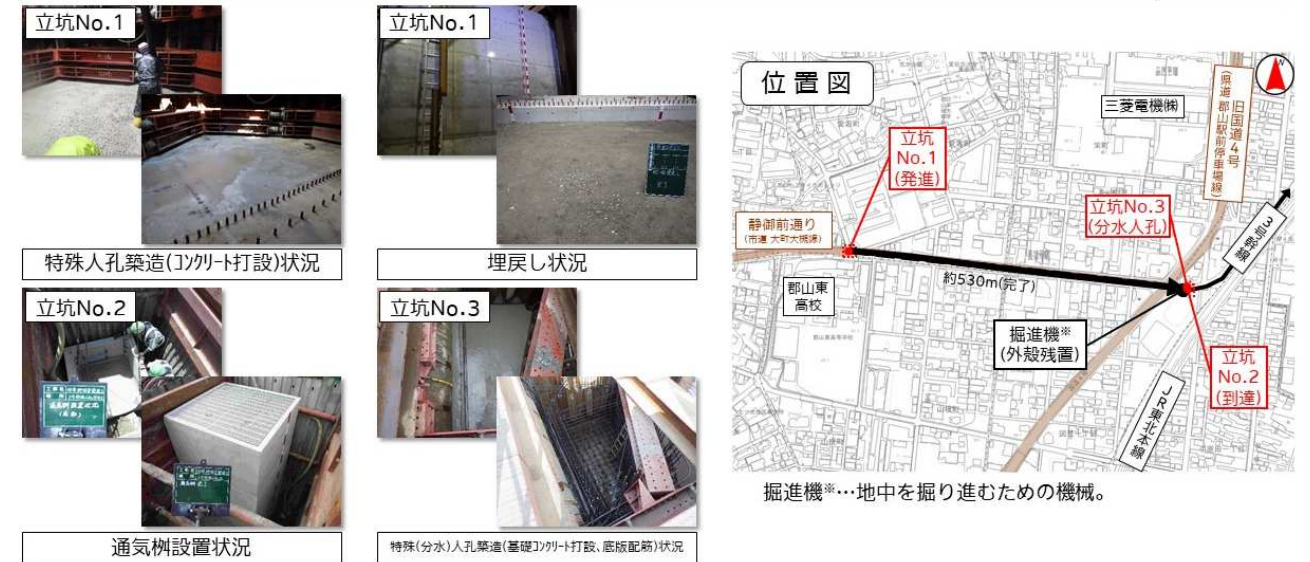 立坑No.1
特殊人孔築造(ｺﾝｸﾘｰﾄ打設)状況
立坑No.1
埋戻し状況
立坑No.2
通気桝設置状況
立坑No.3
特殊(分水)人孔築造(基礎ｺﾝｸﾘｰﾄ打設、底版配筋)状況
位置図
三菱電機㈱
旧国道4号
(県道 郡山駅前停車場線)
立坑
No.1
(発進)
立坑No.3
(分水人孔)
3号幹線
静御前通り
(市道 大町大槻線)
約530m(完了)
郡山東
高校
掘進機※
(外殻残置)
立坑
No.2
(到達)
JR東北本線
掘進機※…地中を掘り進むための機械。